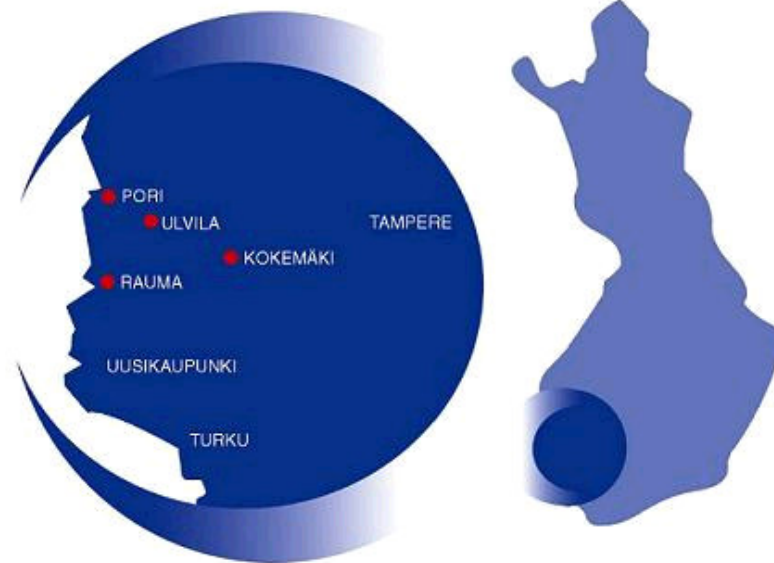 PORI
ULVILA
TAMPERE
KOKEMÄKI
RAUMA
UUSIKAUPUNKI
TURKU